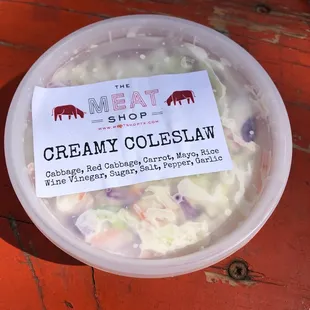 THE
MEAT
SHOP
CREAMY COLESLAW
Cabbage, Red Cabbage, Carrot, Mayo, Rice
Wine Vinegar, Sugar, Salt, Pepper, Garlic